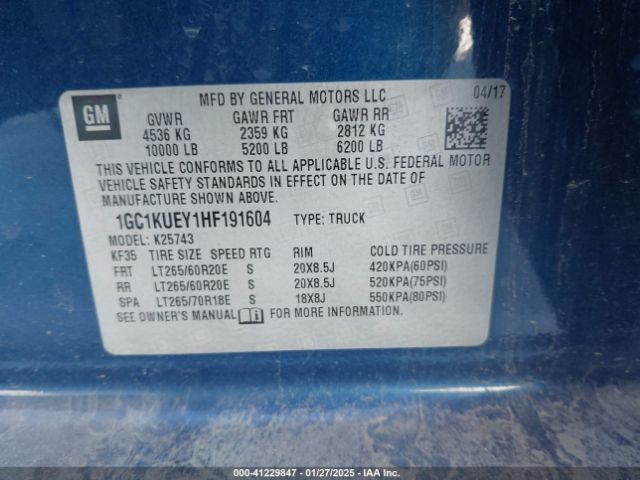 MFD BY GENERAL MOTORS LLC 04/17
GM
GVWR GAWR FRT GAWR RR
4536 KG 2359 KG 2812 KG
10000 LB 5200 LB 6200 LB
THIS VEHICLE CONFORMS TO ALL APPLICABLE U.S. FEDERAL MOTOR
VEHICLE SAFETY STANDARDS IN EFFECT ON THE DATE OF
MANUFACTURE SHOWN ABOVE.
1GC1KUEY1HF191604 TYPE: TRUCK
MODEL: K25743
KF35 TIRE SIZE SPEED RTG RIM COLD TIRE PRESSURE
FRT LT265/60R20E S 20X8.5J 420KPA(60PSI)
RR LT265/60R20E S 20X8.5J 520KPA(75PSI)
SPA LT265/70R18E S 18X8J 550KPA(80PSI)
SEE OWNER'S MANUAL FOR MORE INFORMATION.
000-41229847 - 01/27/2025 - IAA Inc.